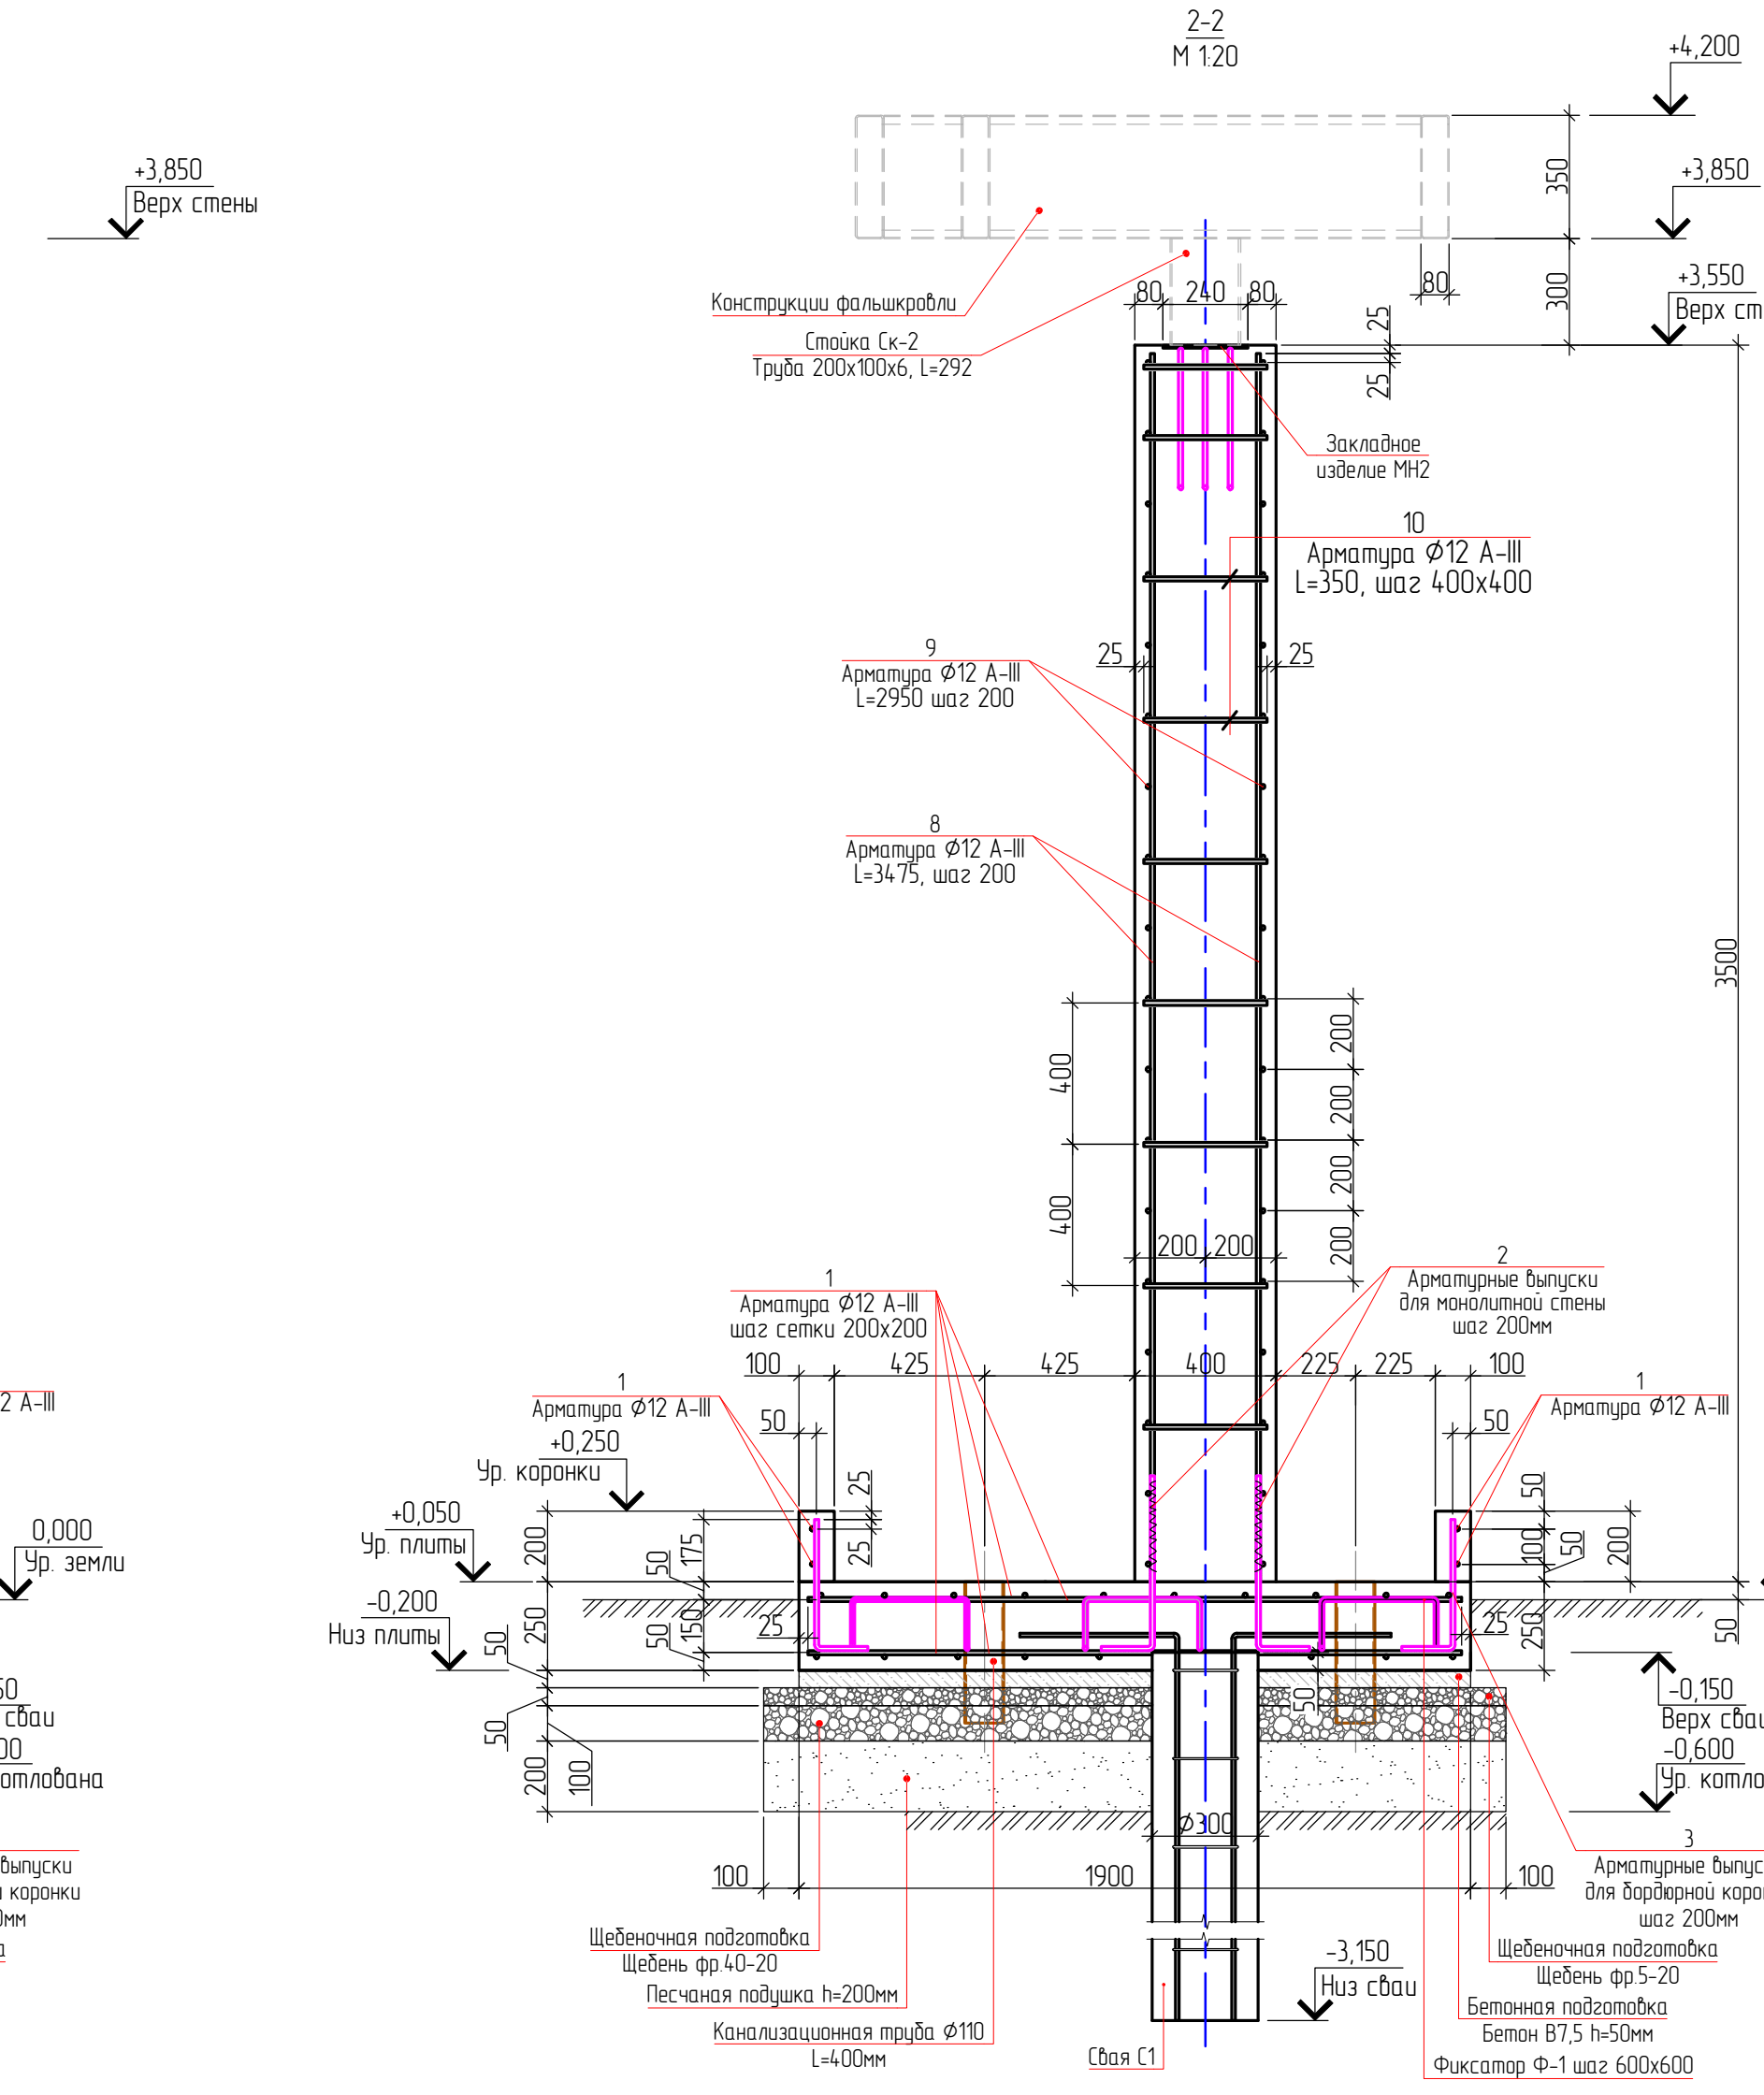 2-2
М 1:20
+4,200
+3,850
Верх стены
350
+3,850
300
80
+3,550
Верх ст
Конструкции фальшкровли
80
240
80
25
25
Стойка Ск-2
Труба 200х100х6, L=292
Закладное
изделие МН2
10
Арматура Ø12 А-III
L=350, шаг 400х400
9
Арматура Ø12 А-III
L=2950 шаг 200
25
25
8
Арматура Ø12 А-III
L=3475, шаг 200
3500
400
400
200
200
200
200
200
200
2
Арматурные выпуски
для монолитной стены
шаг 200мм
1
Арматура Ø12 А-III
шаг сетки 200х200
100
425
425
400
225
225
100
2 А-III
1
Арматура Ø12 А-III
1
Арматура Ø12 А-III
50
50
+0,250
Ур. коронки
25
25
50
100
50
200
0,000
Ур. земли
+0,050
Ур. плиты
200
175
50
-0,200
Низ плиты
250
150
50
25
25
250
50
50
50
50
200
100
50
сваи
00
отлована
-0,150
Верх сваи
-0,600
Ур. котло
Ø300
100
1900
100
3
Арматурные выпус
для бордюрной коро
шаг 200мм
выпуски
коронки
мм
Щебеночная подготовка
Щебень фр.40-20
Песчаная подушка h=200мм
Канализационная труба Ø110
L=400мм
Свая С1
-3,150
Низ сваи
Щебеночная подготовка
Щебень фр.5-20
Бетонная подготовка
Бетон В7,5 h=50мм
Фиксатор Ф-1 шаг 600х600